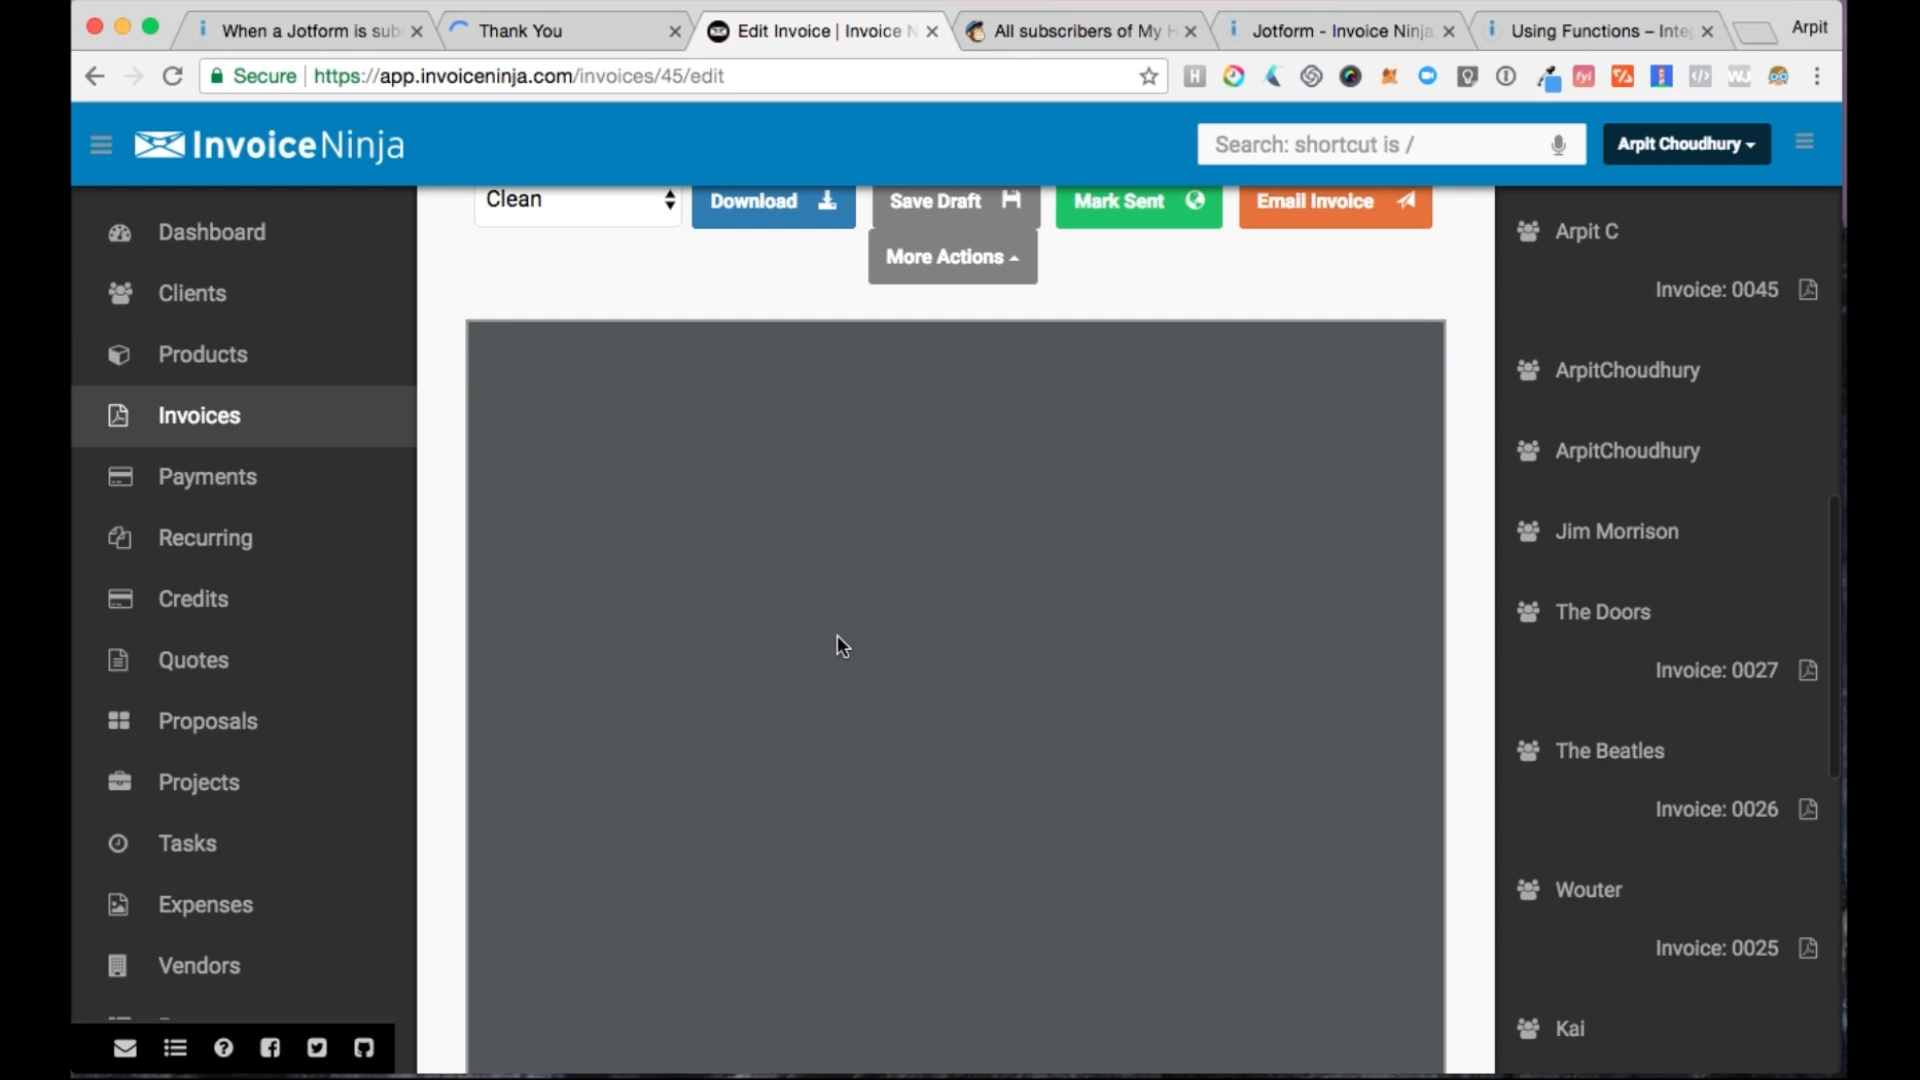 When a Jotform is sub
Thank You
Edit Invoice | Invoice N
All subscribers of My H
Jotform - Invoice Ninja
Using Functions – Inte
Arpit
Secure
https://app.invoiceninja.com/invoices/45/edit
InvoiceNinja
Search: shortcut is /
Arpit Choudhury
Clean
Download
Save Draft
Mark Sent
Email Invoice
More Actions
Dashboard
Clients
Products
Invoices
Payments
Recurring
Credits
Quotes
Proposals
Projects
Tasks
Expenses
Vendors
Arpit C
Invoice: 0045
ArpitChoudhury
ArpitChoudhury
Jim Morrison
The Doors
Invoice: 0027
The Beatles
Invoice: 0026
Wouter
Invoice: 0025
Kai